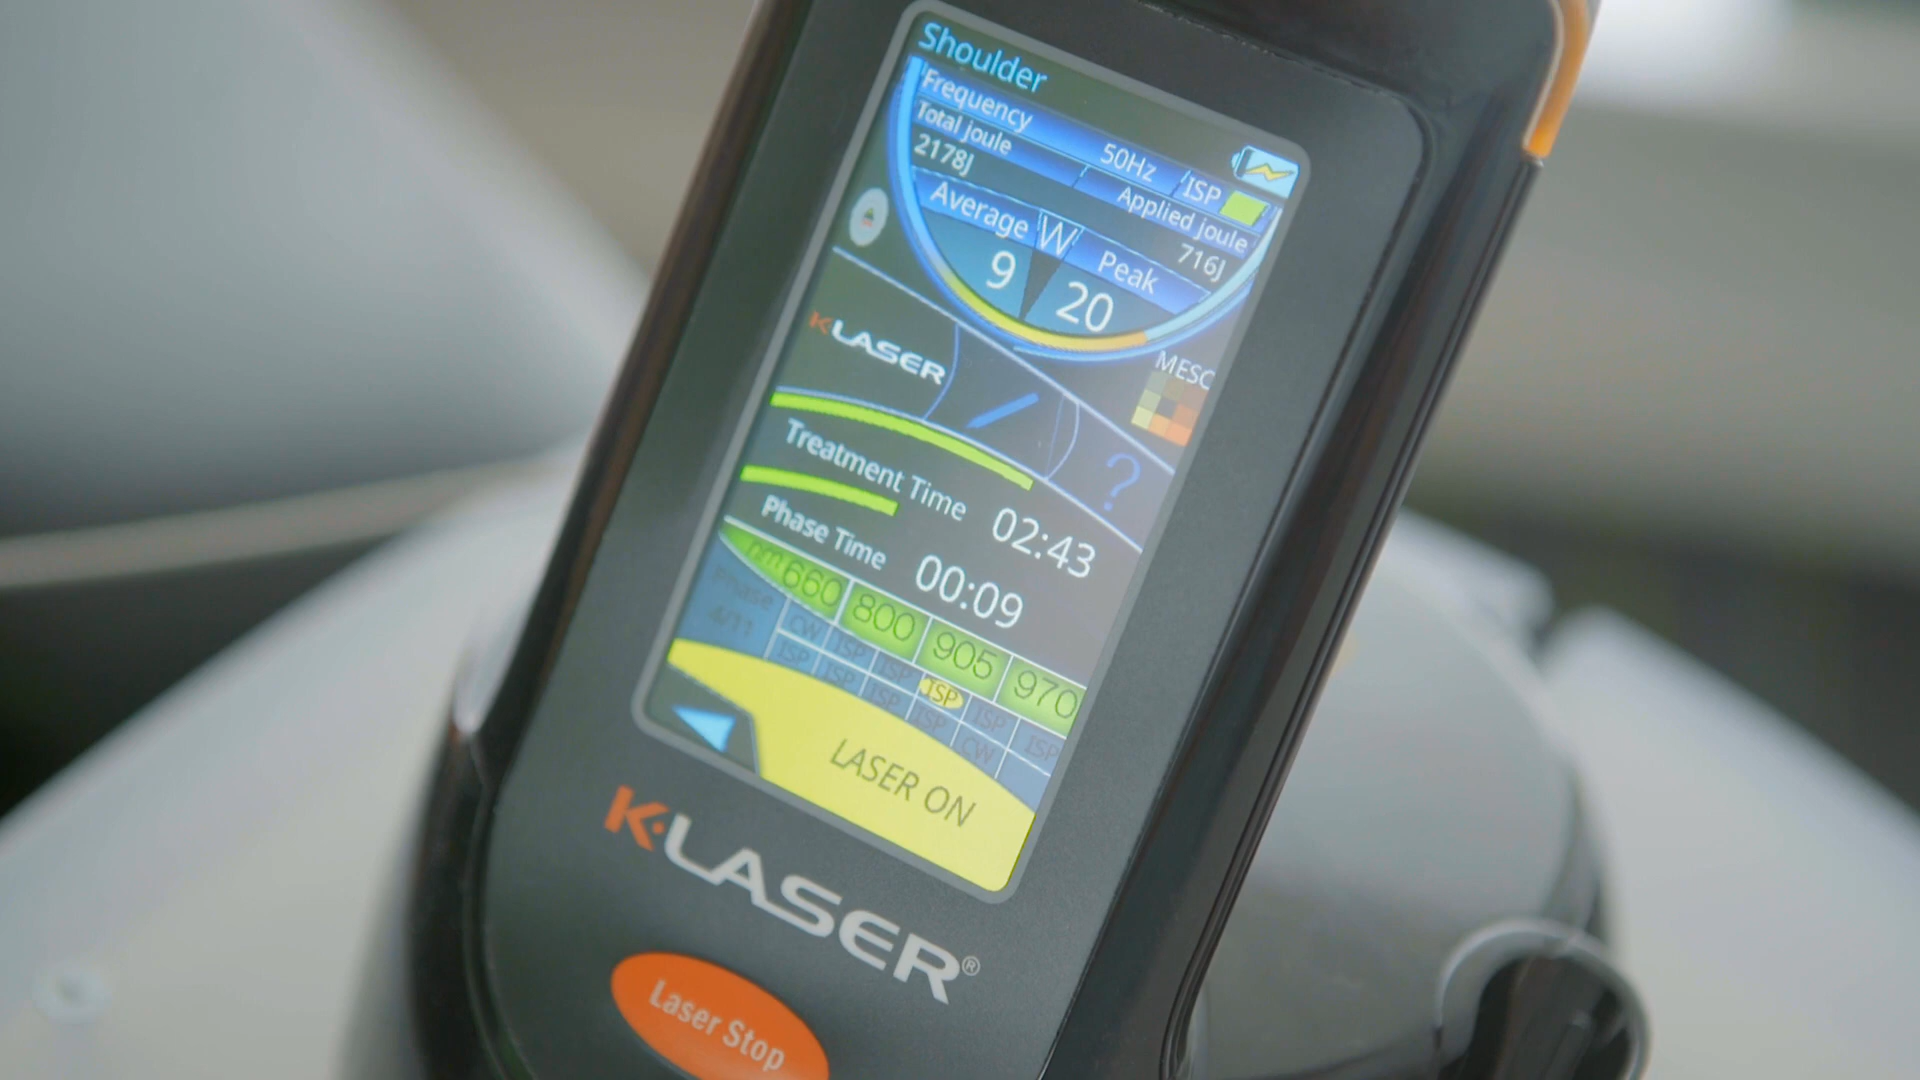 Shoulder
Frequency 50Hz ISP
Total joule Applied joule
2178J 716J
Average W Peak
9 20
K-LASER
MESC
?
Treatment Time 02:43
Phase Time 00:09
nm 660 800 905 970
Phase 4/11
CW ISP ISP ISP ISP ISP
ISP ISP ISP ISP CW
LASER ON
K·LASER®
Laser Stop